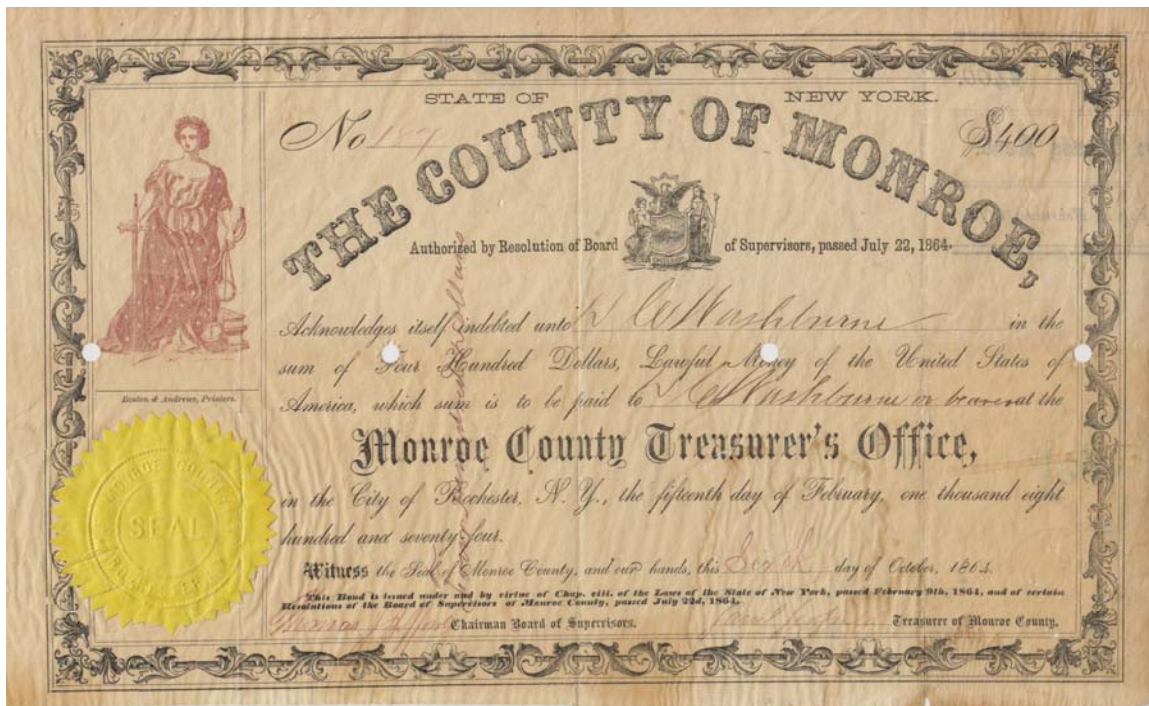 STATE OF NEW YORK.
No 187 $400
THE COUNTY OF MONROE,
Authorized by Resolution of Board of Supervisors, passed July 22, 1864.
EXCELSIOR
Acknowledges itself indebted unto D C Washburne in the
sum of Four Hundred Dollars, Lawful Money of the United States of
America, which sum is to be paid to D C Washburne or bearer at the
Benton & Andrews, Printers.
Monroe County Treasurer's Office,
in the City of Rochester, N. Y., the fifteenth day of February, one thousand eight
hundred and seventy-four.
Witness the Seal of Monroe County, and our hands, this Sixth day of October, 1864.
This Bond is issued under and by virtue of Chap. viii. of the Laws of the State of New York, passed February 9th, 1864, and of certain
Resolutions of the Board of Supervisors of Monroe County, passed July 22d, 1864.
Chairman Board of Supervisors. Treasurer of Monroe County.
MONROE COUNTY
SEAL